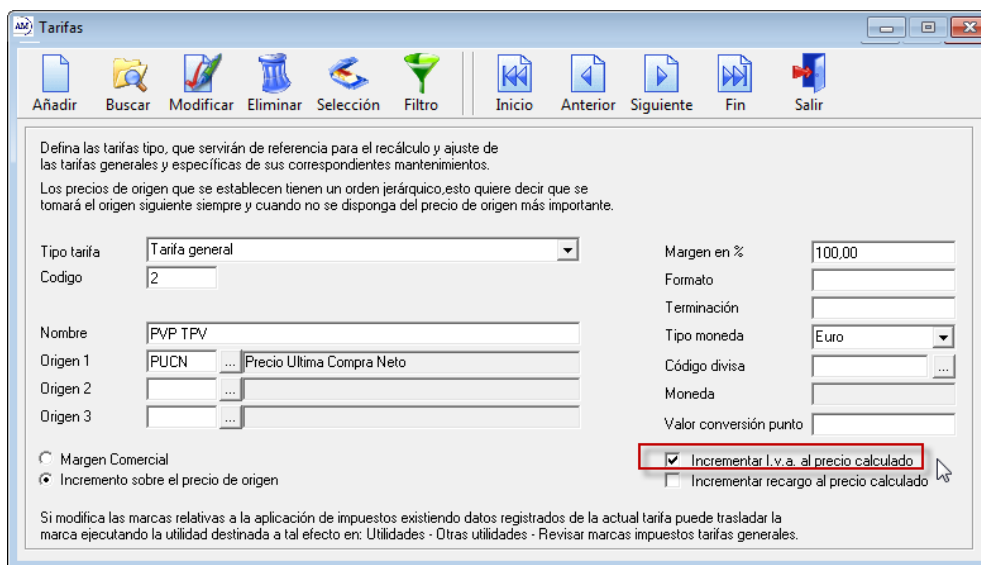 AM) Tarifas
Añadir Buscar Modificar Eliminar Selección Filtro Inicio Anterior Siguiente Fin Salir
Defina las tarifas tipo, que servirán de referencia para el recálculo y ajuste de
las tarifas generales y específicas de sus correspondientes mantenimientos.
Los precios de origen que se establecen tienen un orden jerárquico,esto quiere decir que se
tomará el origen siguiente siempre y cuando no se disponga del precio de origen más importante.
Tipo tarifa Tarifa general Margen en % 100,00
Codigo 2 Formato
Terminación
Nombre PVP TPV Tipo moneda Euro
Origen 1 PUCN ... Precio Ultima Compra Neto Código divisa ...
Origen 2 ... Moneda
Origen 3 ... Valor conversión punto
Margen Comercial Incrementar I.v.a. al precio calculado
Incremento sobre el precio de origen Incrementar recargo al precio calculado
Si modifica las marcas relativas a la aplicación de impuestos existiendo datos registrados de la actual tarifa puede trasladar la
marca ejecutando la utilidad destinada a tal efecto en: Utilidades - Otras utilidades - Revisar marcas impuestos tarifas generales.